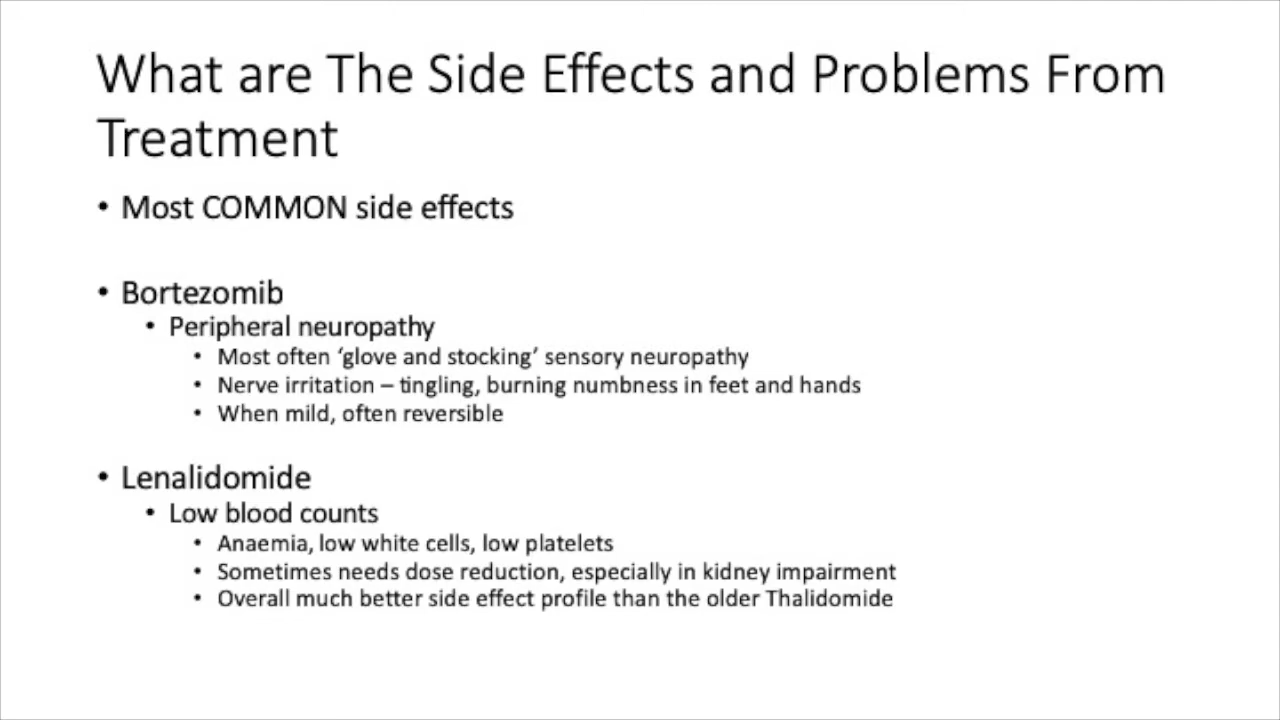 What are The Side Effects and Problems From
Treatment
• Most COMMON side effects
• Bortezomib
• Peripheral neuropathy
• Most often ‘glove and stocking’ sensory neuropathy
• Nerve irritation – tingling, burning numbness in feet and hands
• When mild, often reversible
• Lenalidomide
• Low blood counts
• Anaemia, low white cells, low platelets
• Sometimes needs dose reduction, especially in kidney impairment
• Overall much better side effect profile than the older Thalidomide